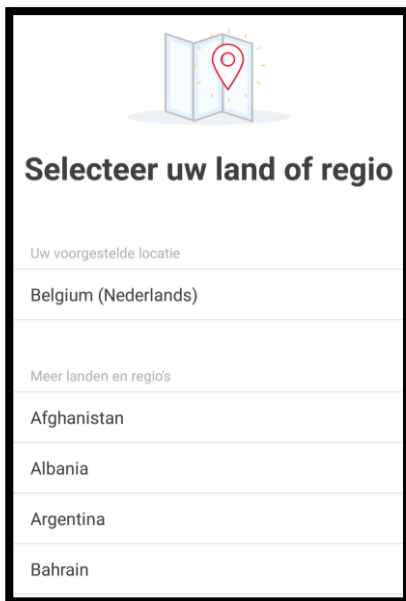 Selecteer uw land of regio
Uw voorgestelde locatie
Belgium (Nederlands)
Meer landen en regio's
Afghanistan
Albania
Argentina
Bahrain